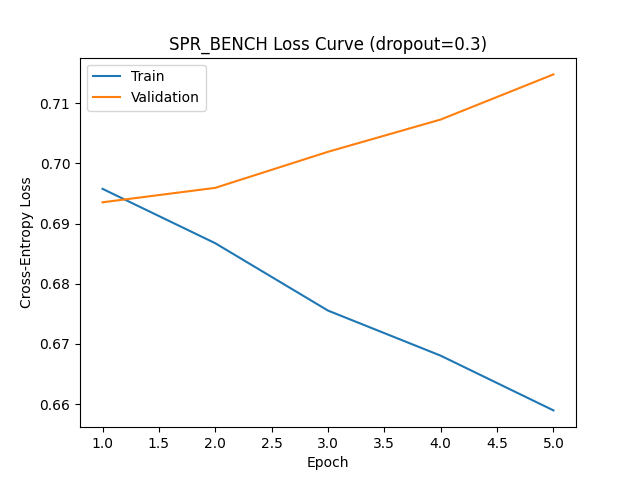 SPR_BENCH Loss Curve (dropout=0.3)
Train
Validation
Cross-Entropy Loss
0.71
0.70
0.69
0.68
0.67
0.66
1.0 1.5 2.0 2.5 3.0 3.5 4.0 4.5 5.0
Epoch